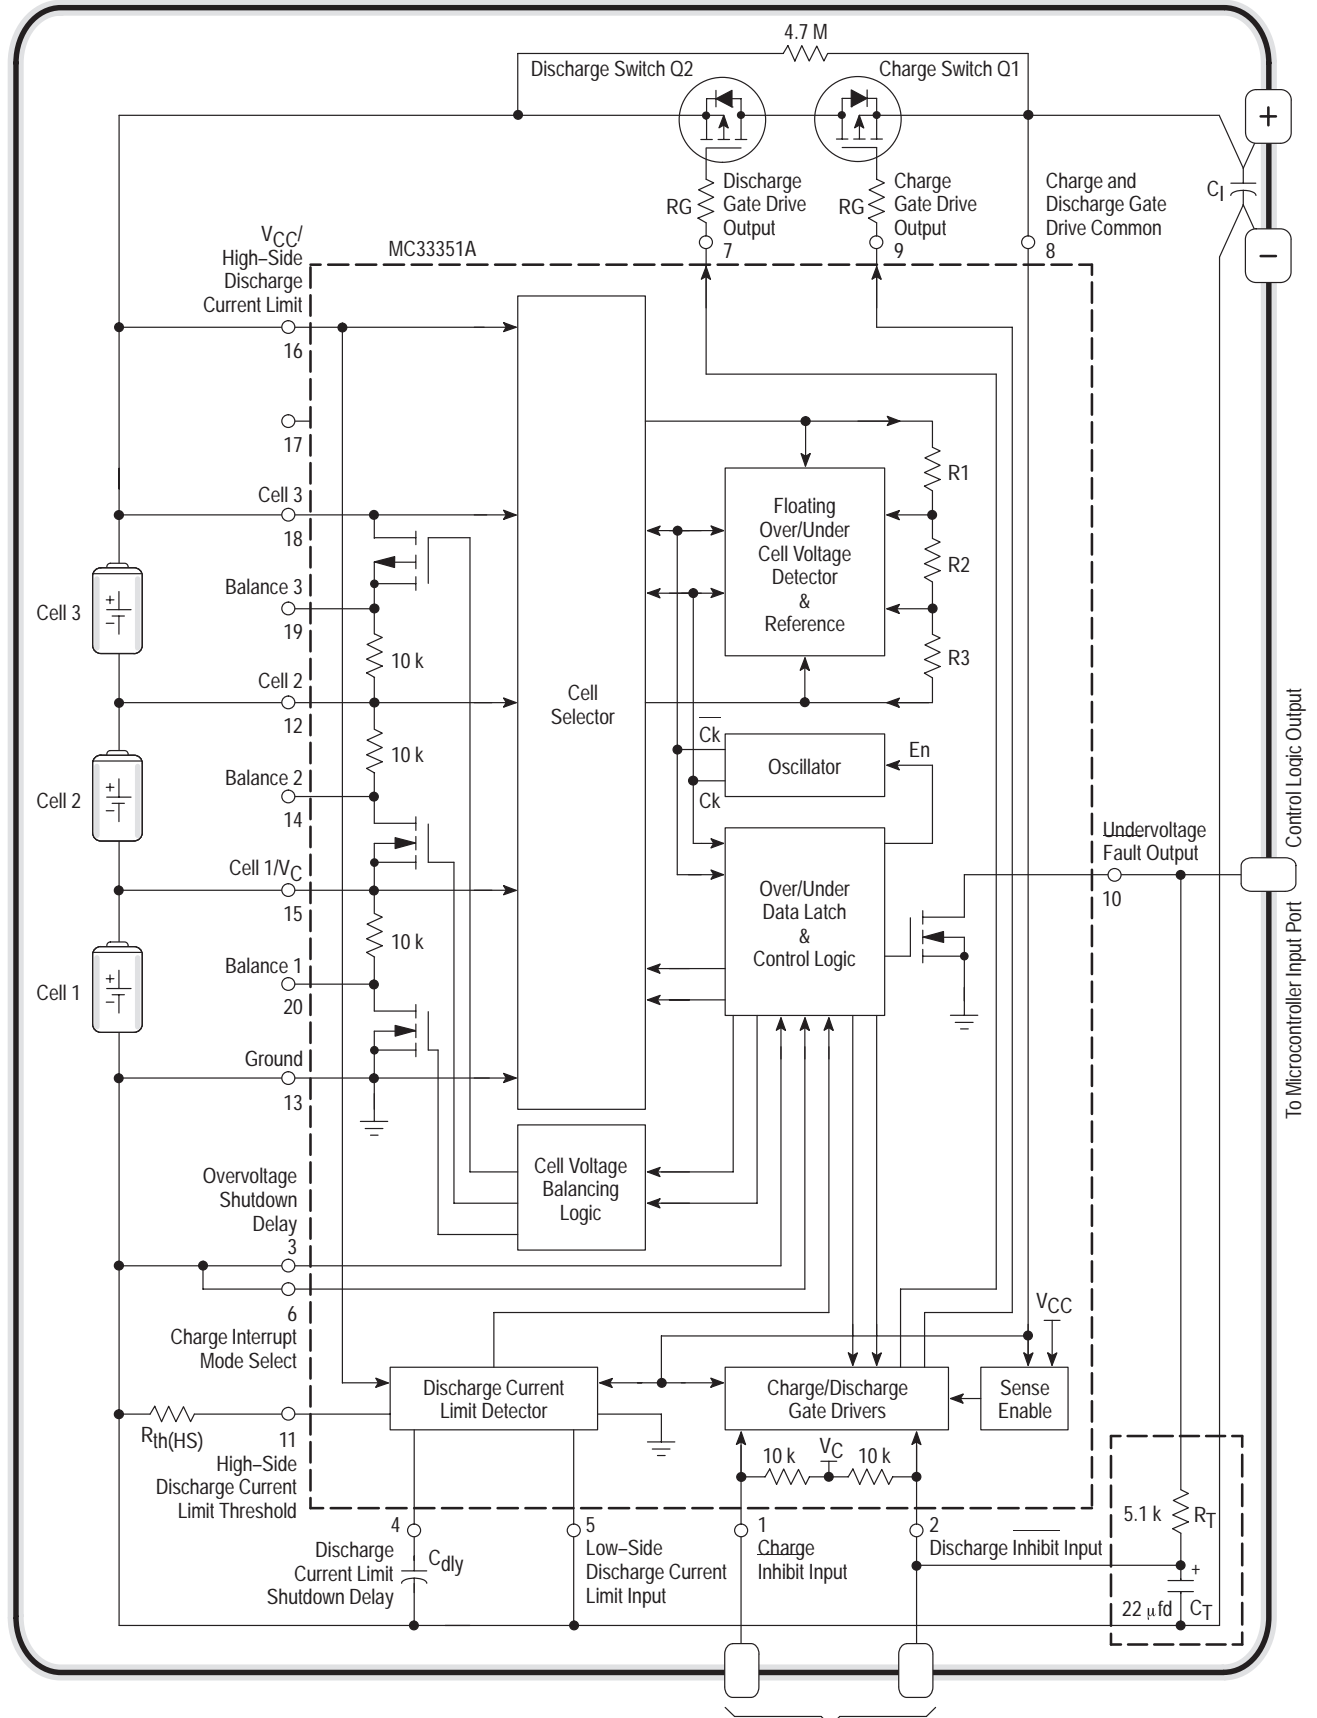 4.7 M
Discharge Switch Q2
Charge Switch Q1
+
Discharge
Gate Drive
Output
RG
7
Charge
Gate Drive
Output
RG
9
Charge and
Discharge Gate
Drive Common
8
CI
–
VCC/
High–Side
Discharge
Current Limit
16
MC33351A
17
Cell 3
18
Balance 3
19
10 k
Cell 2
12
10 k
Balance 2
14
Cell 1/VC
15
10 k
Balance 1
20
Ground
13
Cell 3
+
–
Cell 2
+
–
Cell 1
+
–
Cell
Selector
Floating
Over/Under
Cell Voltage
Detector
&
Reference
R1
R2
R3
Ck
Oscillator
En
Ck
Over/Under
Data Latch
&
Control Logic
Undervoltage
Fault Output
10
To Microcontroller Input Port
Control Logic Output
Cell Voltage
Balancing
Logic
Overvoltage
Shutdown
Delay
3
6
Charge Interrupt
Mode Select
Rth(HS)
11
High–Side
Discharge Current
Limit Threshold
Discharge Current
Limit Detector
Charge/Discharge
Gate Drivers
VCC
Sense
Enable
10 k
VC
10 k
4
Discharge
Current Limit
Shutdown Delay
Cdly
5
Low–Side
Discharge Current
Limit Input
1
Charge
Inhibit Input
2
Discharge Inhibit Input
5.1 k
RT
+
22 µfd
CT